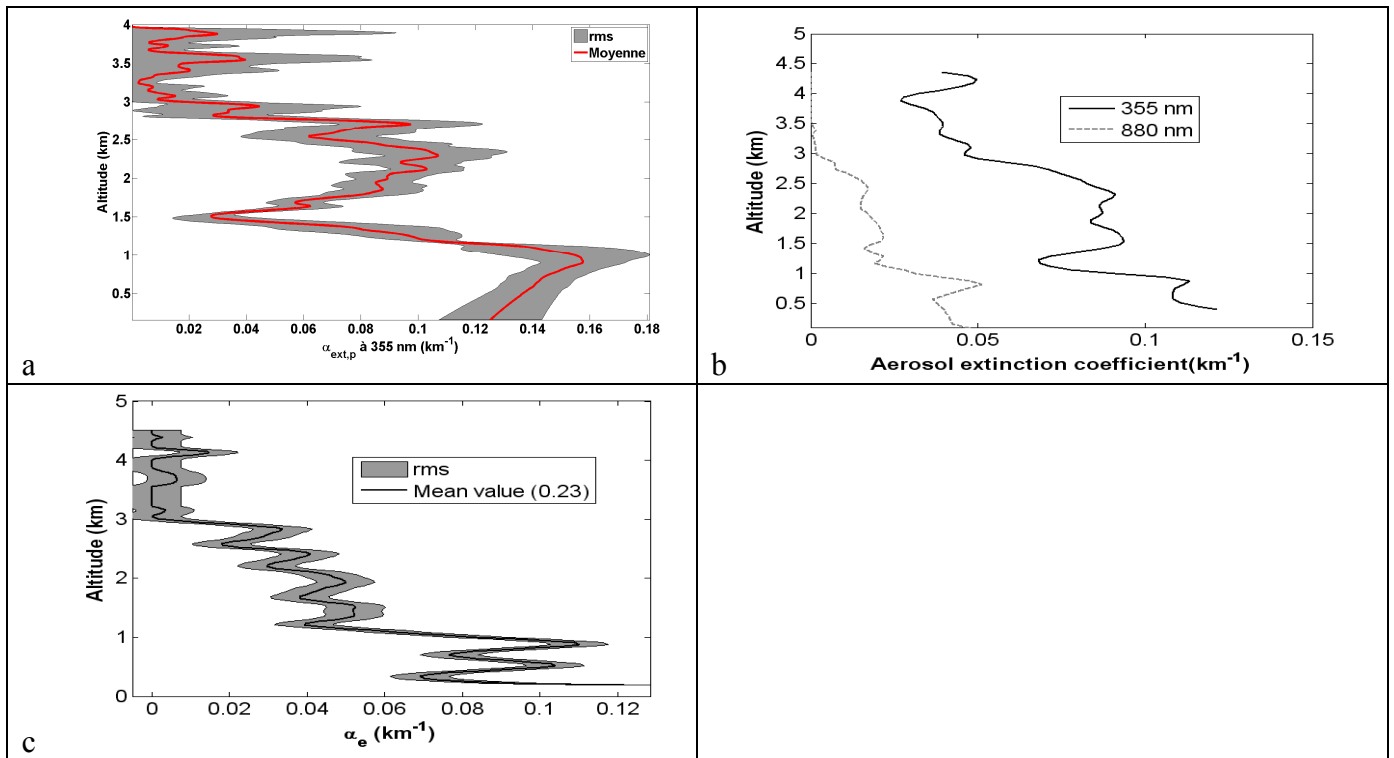 4
3.5
3
2.5
2
1.5
1
0.5
Altitude (km)
rms
Moyenne
0.02 0.04 0.06 0.08 0.1 0.12 0.14 0.16 0.18
α_ext,p à 355 nm (km⁻¹)
a
5
4.5
4
3.5
3
2.5
2
1.5
1
0.5
Altitude (km)
355 nm
880 nm
0 0.05 0.1 0.15
Aerosol extinction coefficient(km⁻¹)
b
5
4
3
2
1
0
Altitude (km)
rms
Mean value (0.23)
0 0.02 0.04 0.06 0.08 0.1 0.12
α_e (km⁻¹)
c